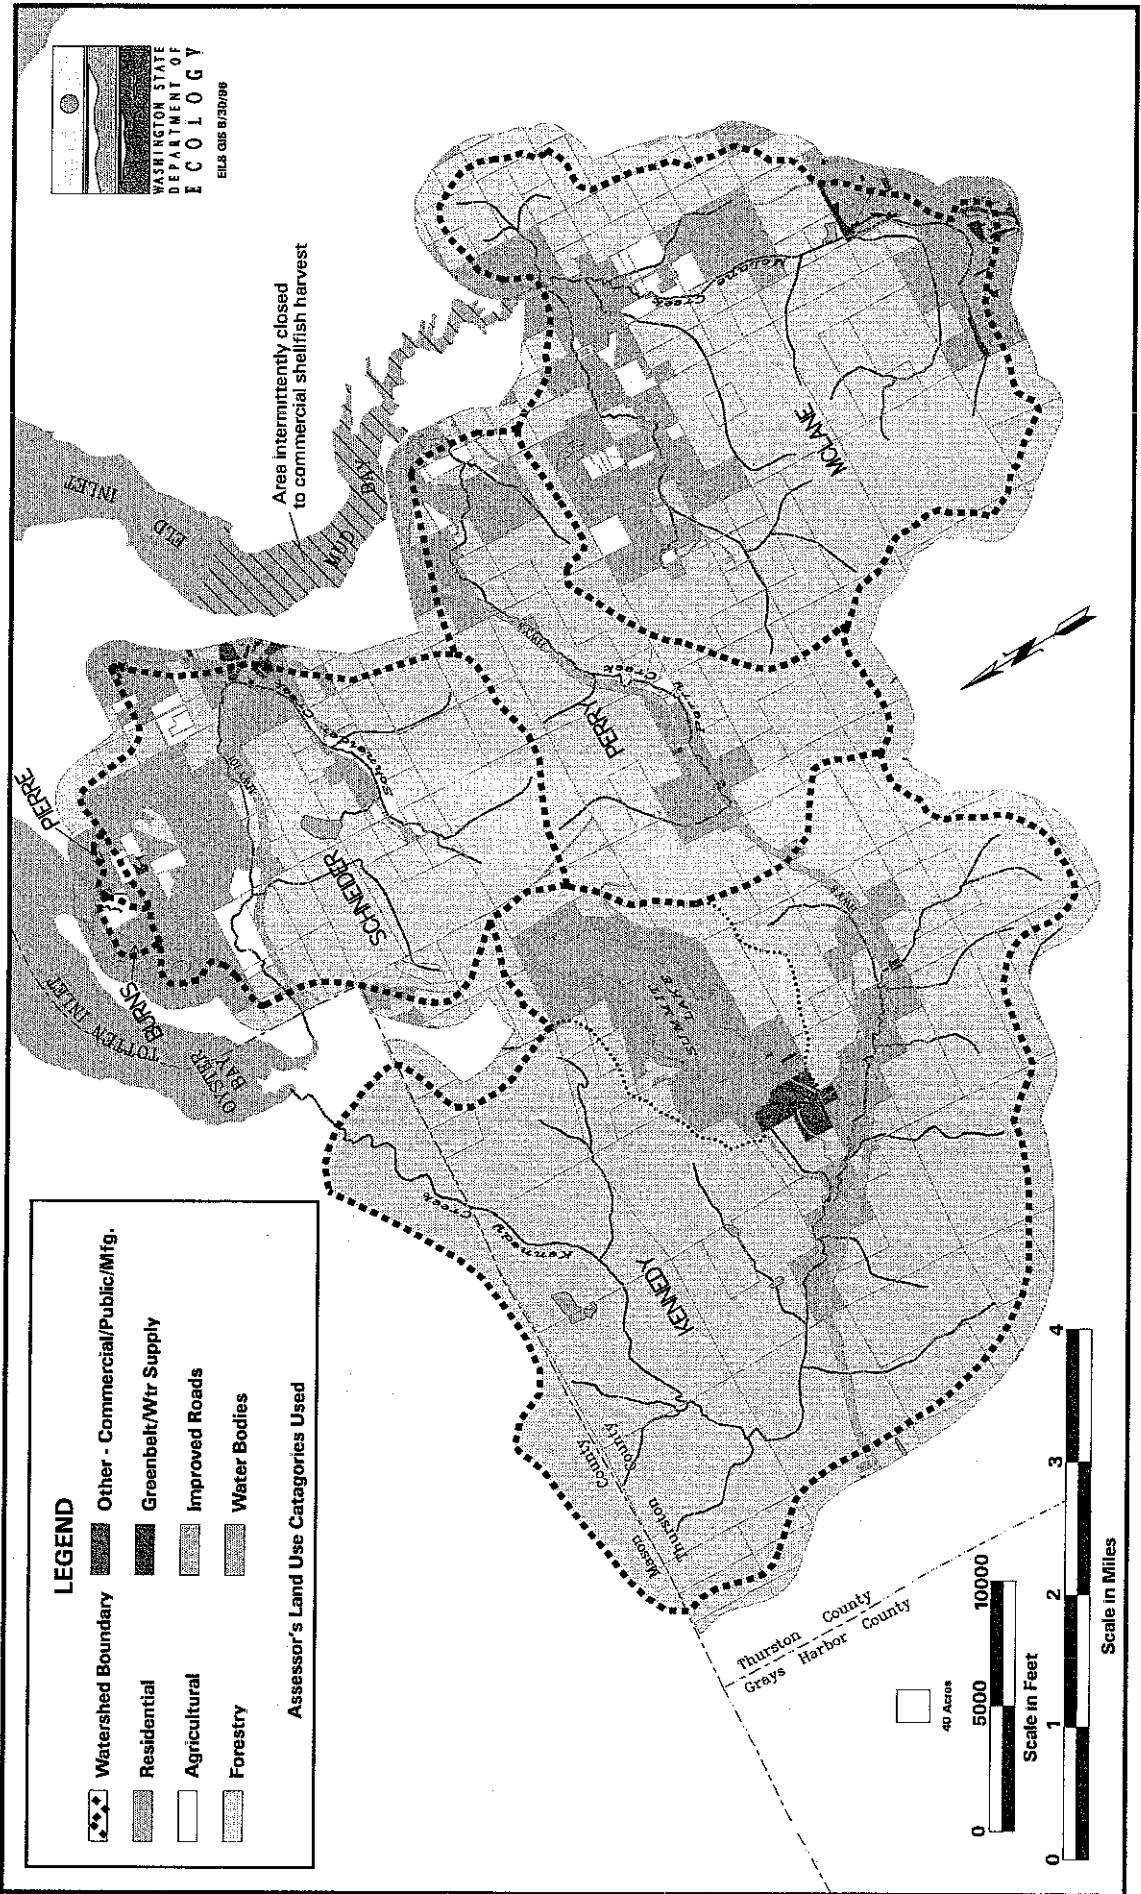 WASHINGTON STATE
DEPARTMENT OF
ECOLOGY
EILS GIS 8/30/96
LEGEND
Watershed Boundary
Other - Commercial/Public/Mfg.
Residential
Greenbelt/Wtr Supply
Agricultural
Improved Roads
Forestry
Water Bodies
Assessor's Land Use Catagories Used
TOTTEN INLET
OYSTER
BAY
BURNS
PIERRE
ELD
INLET
MUD
BAY
Area intermittently closed
to commercial shellfish harvest
SCHNEIDER
Schneider Creek
HWY 101
PERRY
Perry
Creek
MCLANE
McLane
Creek
SUMMIT
LAKE
KENNEDY
Kennedy
Creek
Mason County
Thurston County
Thurston County
Grays Harbor County
N
40 Acres
0 5000 10000
Scale in Feet
0 1 2 3 4
Scale in Miles